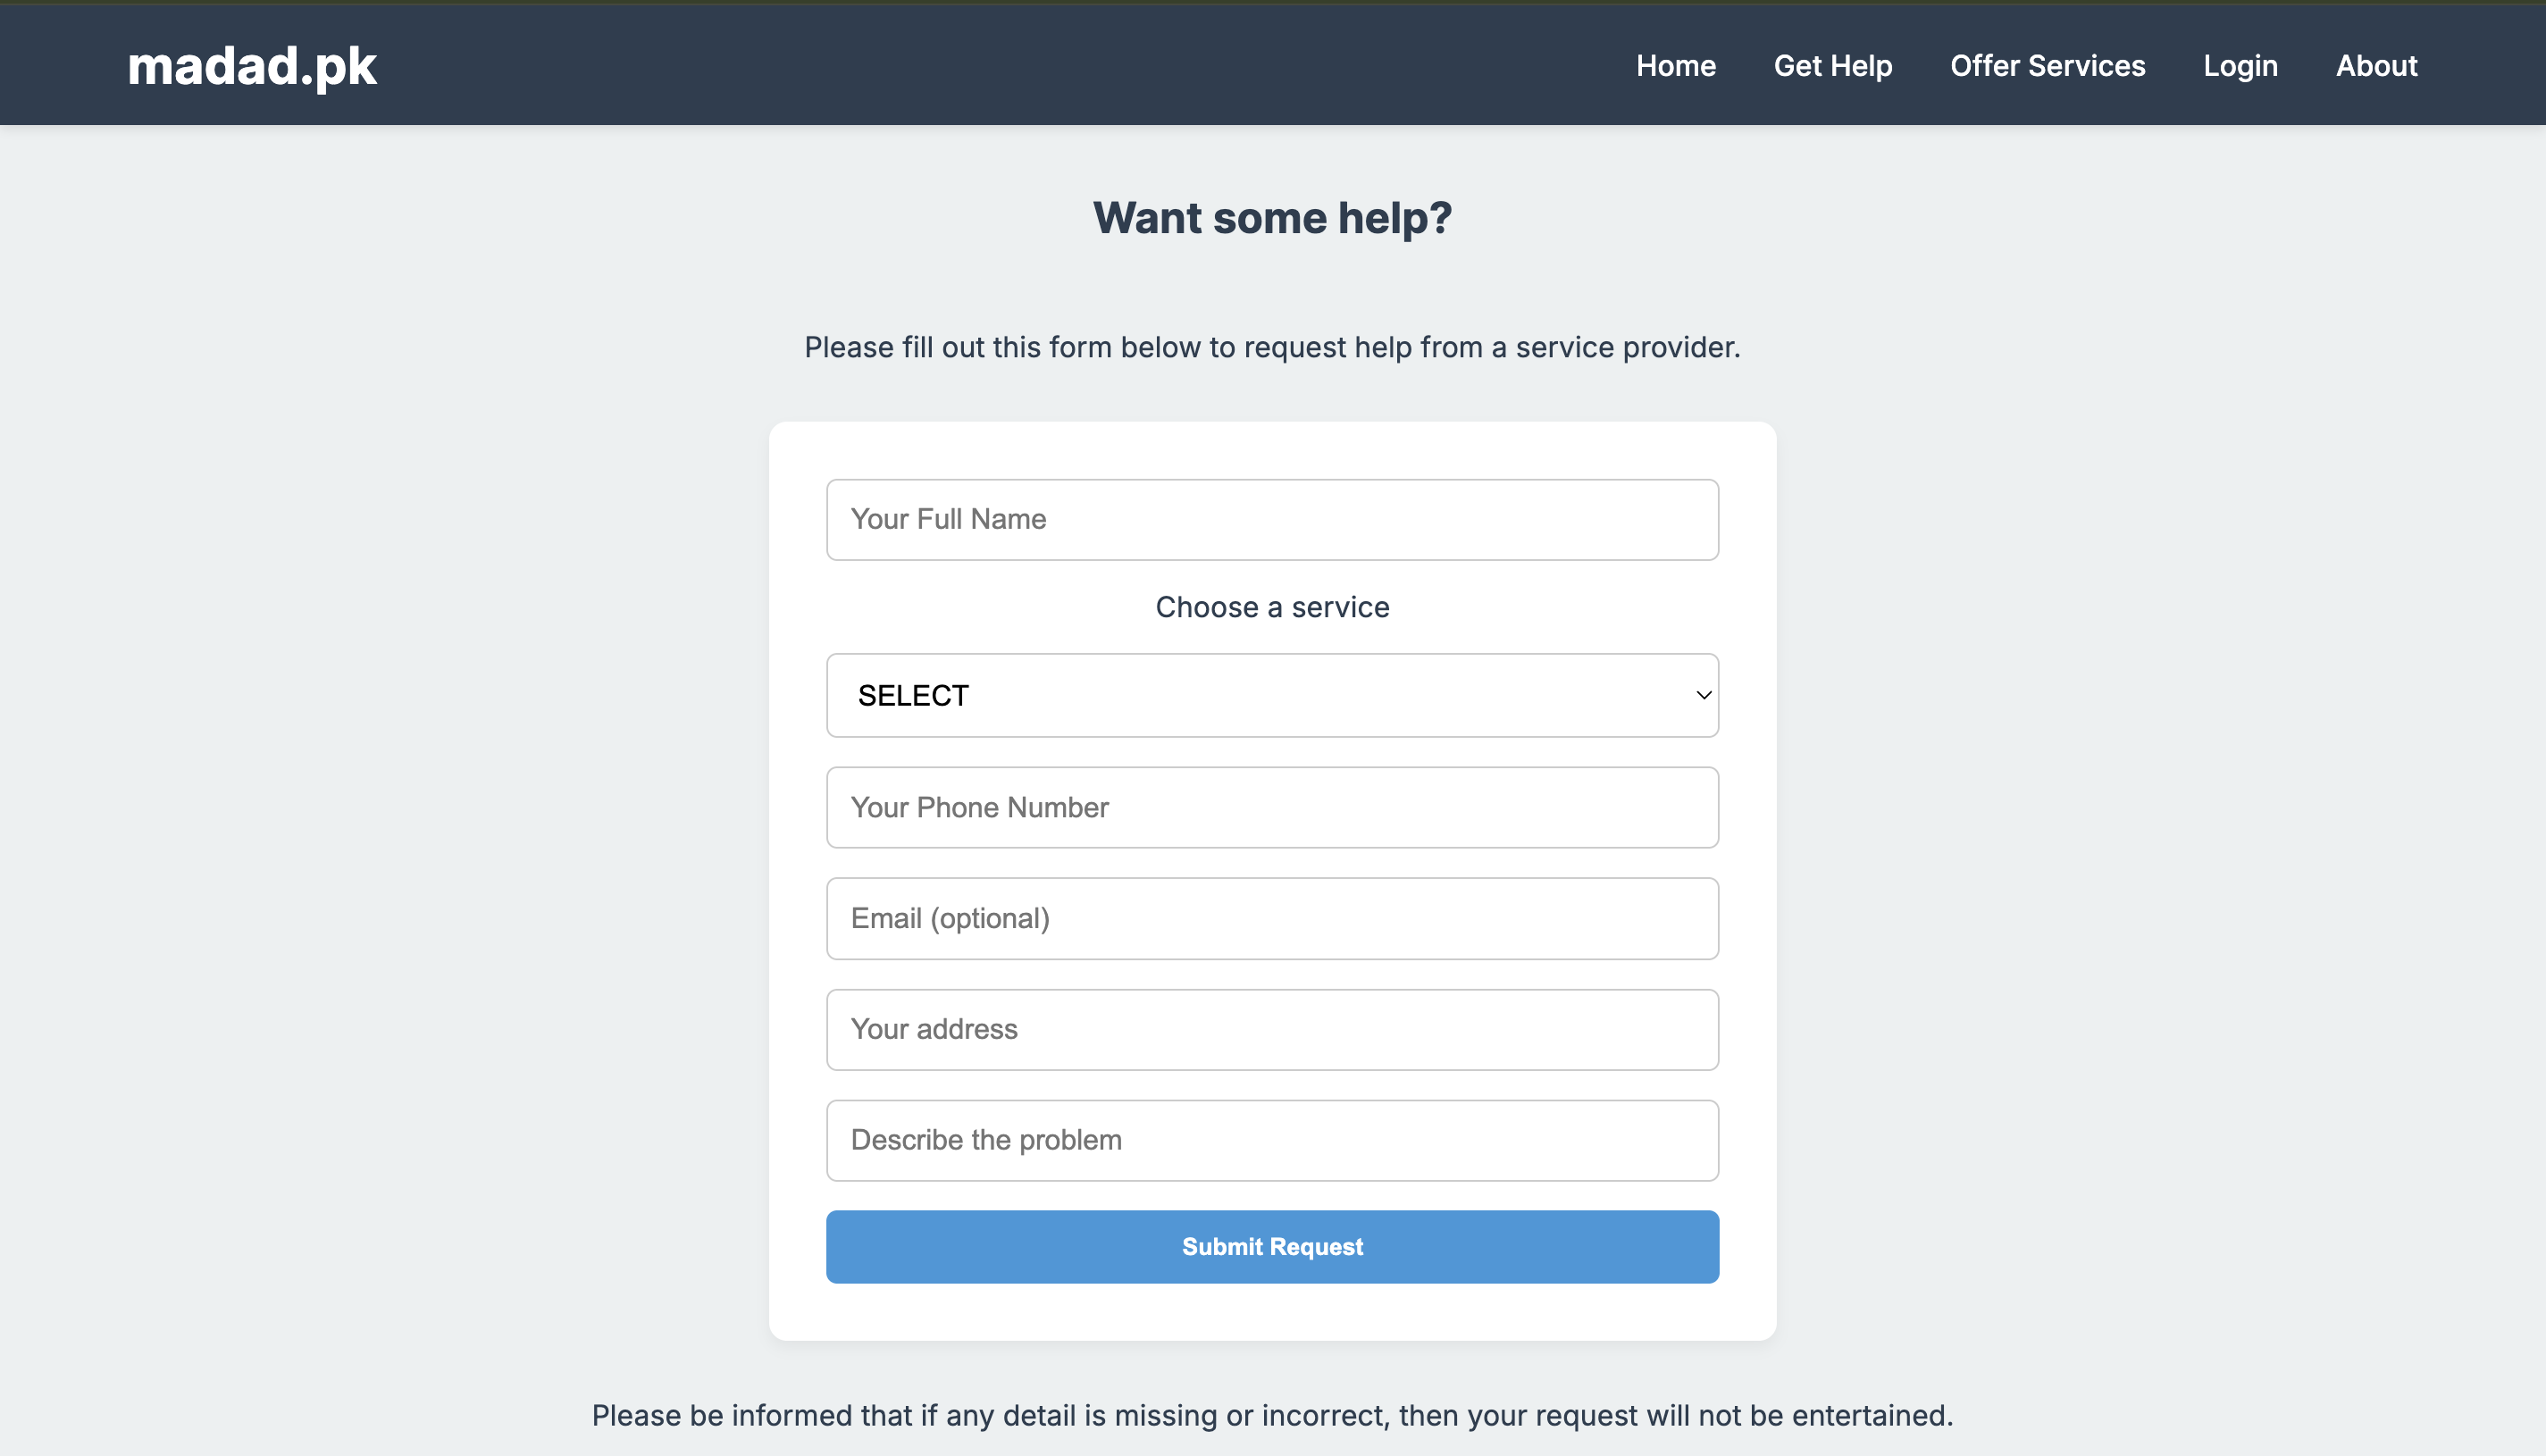 madad.pk
Home Get Help Offer Services Login About
Want some help?
Please fill out this form below to request help from a service provider.
Your Full Name
Choose a service
SELECT
Your Phone Number
Email (optional)
Your address
Describe the problem
Submit Request
Please be informed that if any detail is missing or incorrect, then your request will not be entertained.